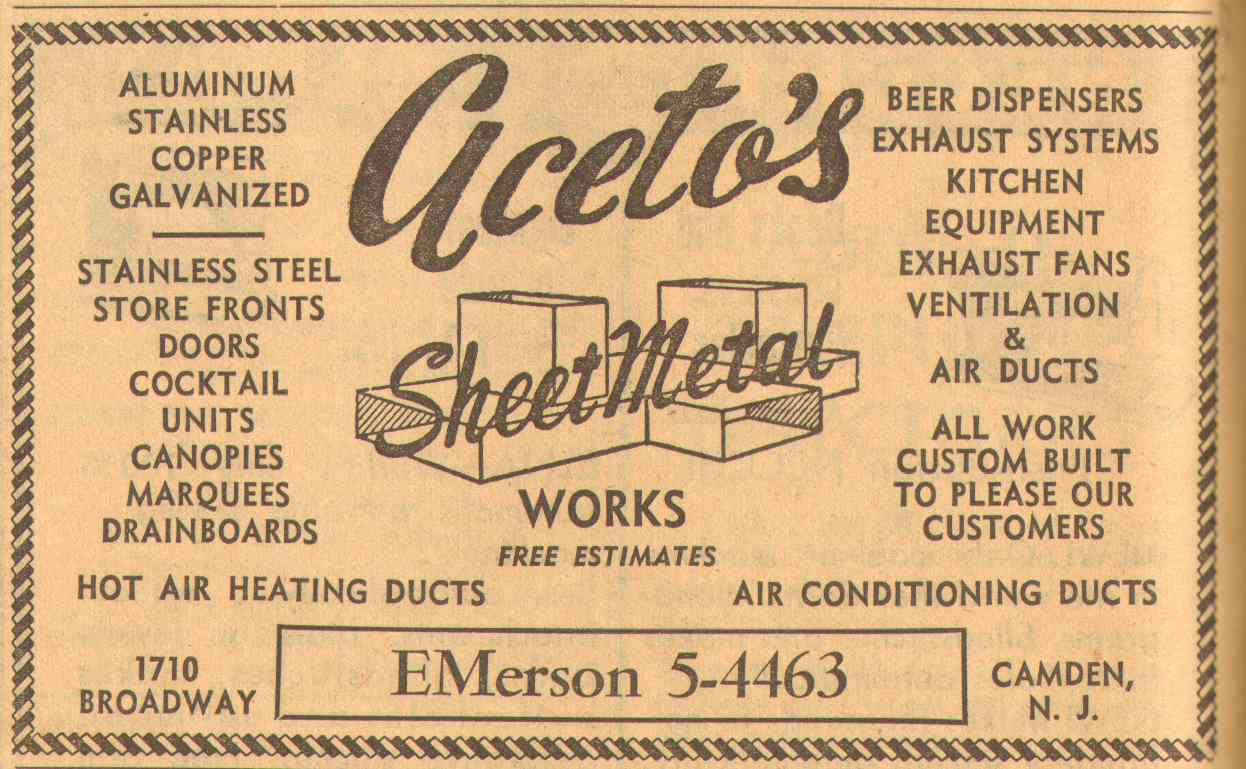 Aceto's
Sheet Metal
WORKS
FREE ESTIMATES
ALUMINUM
STAINLESS
COPPER
GALVANIZED
STAINLESS STEEL
STORE FRONTS
DOORS
COCKTAIL
UNITS
CANOPIES
MARQUEES
DRAINBOARDS
BEER DISPENSERS
EXHAUST SYSTEMS
KITCHEN
EQUIPMENT
EXHAUST FANS
VENTILATION
&
AIR DUCTS
ALL WORK
CUSTOM BUILT
TO PLEASE OUR
CUSTOMERS
HOT AIR HEATING DUCTS
AIR CONDITIONING DUCTS
1710
BROADWAY
EMerson 5-4463
CAMDEN,
N. J.